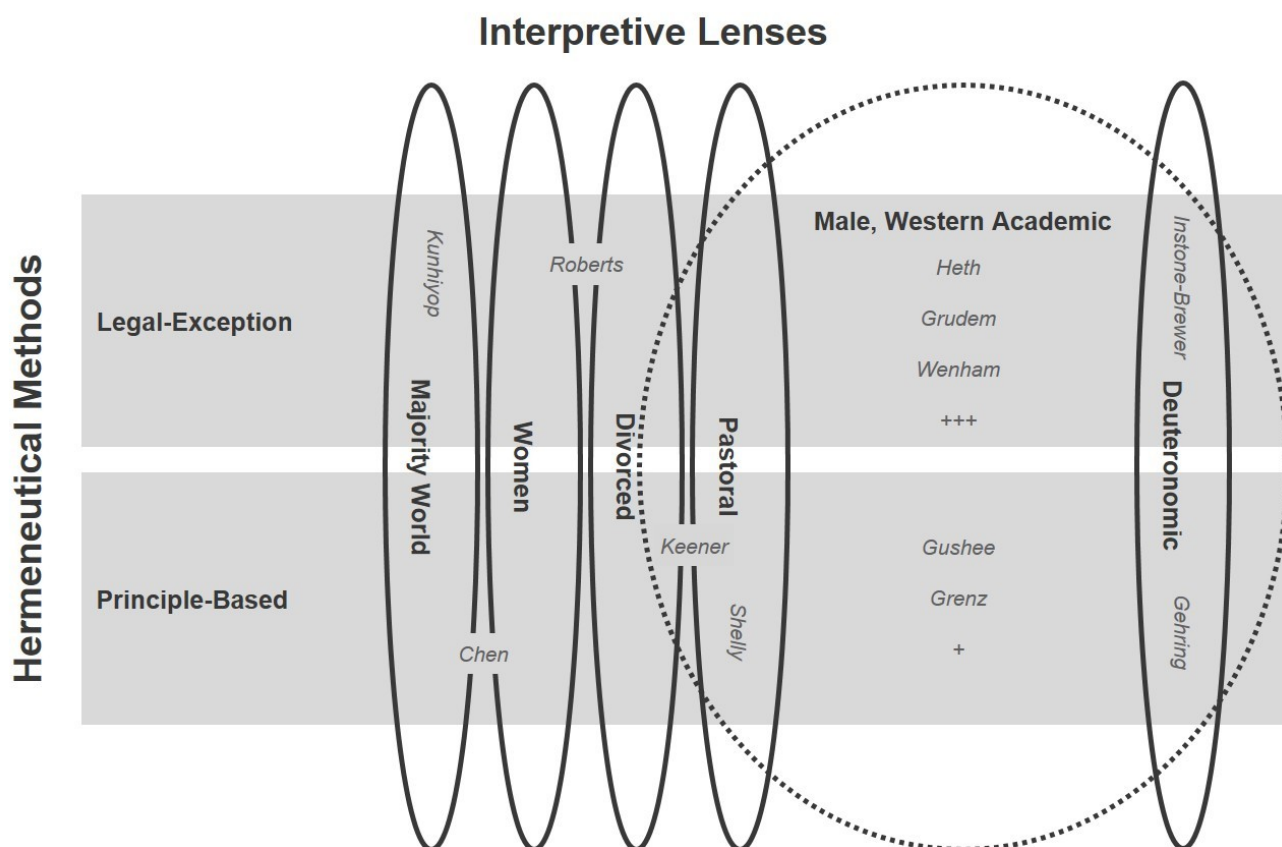 Interpretive Lenses
Hermeneutical Methods
Legal-Exception
Principle-Based
Majority World
Women
Divorced
Pastoral
Male, Western Academic
Deuteronomic
Kunhiyop
Roberts
Heth
Grudem
Wenham
+++
Instone-Brewer
Chen
Keener
Shelly
Gushee
Grenz
+
Gehring